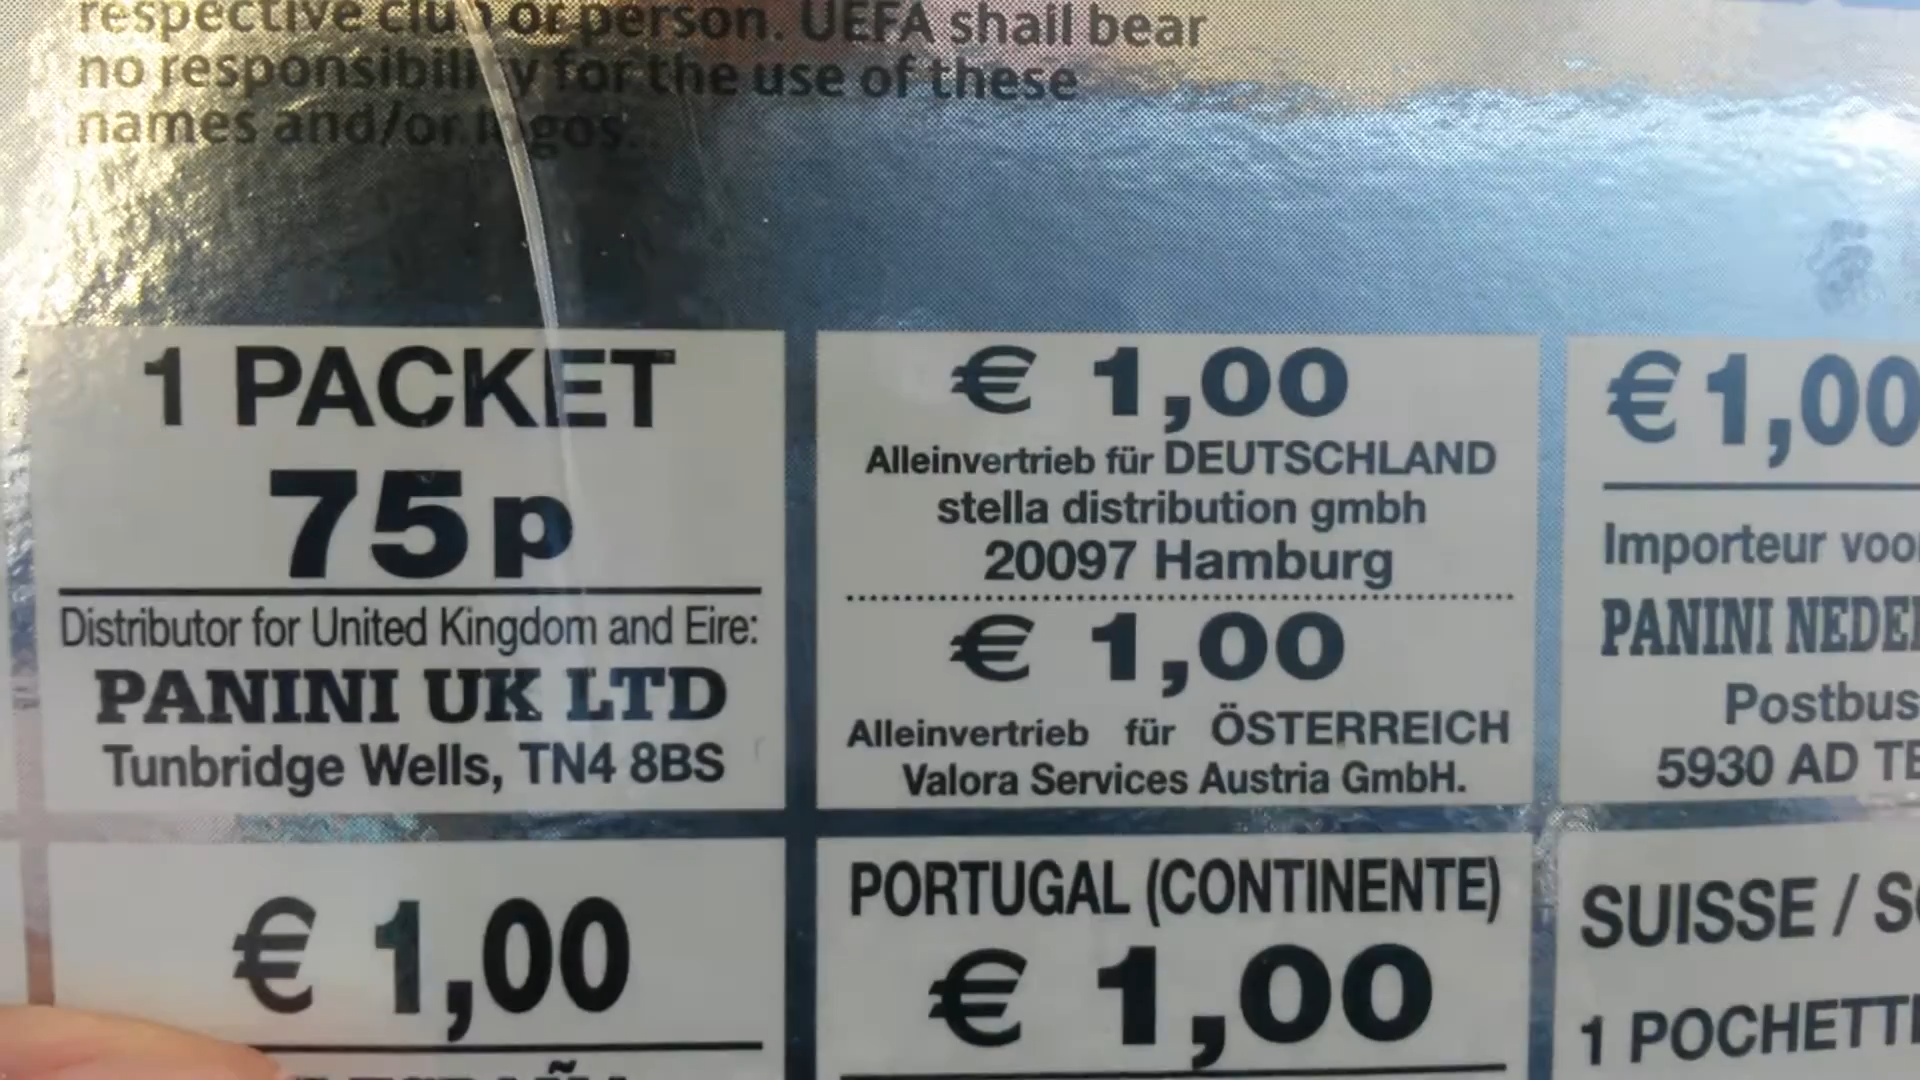 respective club or person. UEFA shall bear
no responsibility for the use of these
names and/or logos.
1 PACKET
75p
Distributor for United Kingdom and Eire:
PANINI UK LTD
Tunbridge Wells, TN4 8BS
€ 1,00
Alleinvertrieb für DEUTSCHLAND
stella distribution gmbh
20097 Hamburg
€ 1,00
Alleinvertrieb für ÖSTERREICH
Valora Services Austria GmbH.
€ 1,00
Importeur voo
PANINI NEDE
Postbus
5930 AD TE
€ 1,00
PORTUGAL (CONTINENTE)
€ 1,00
SUISSE / S
1 POCHETT